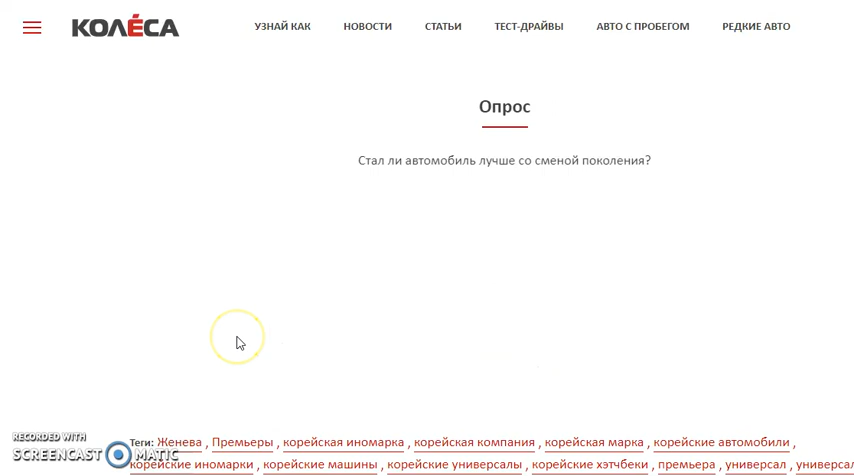 КОЛЁСА УЗНАЙ КАК НОВОСТИ СТАТЬИ ТЕСТ-ДРАЙВЫ АВТО С ПРОБЕГОМ РЕДКИЕ АВТО
Опрос
Стал ли автомобиль лучше со сменой поколения?
Теги: Женева , Премьеры , корейская иномарка , корейская компания , корейская марка , корейские автомобили ,
корейские иномарки , корейские машины , корейские универсалы , корейские хэтчбеки , премьера , универсал , универсал
RECORDED WITH
SCREENCAST MATIC